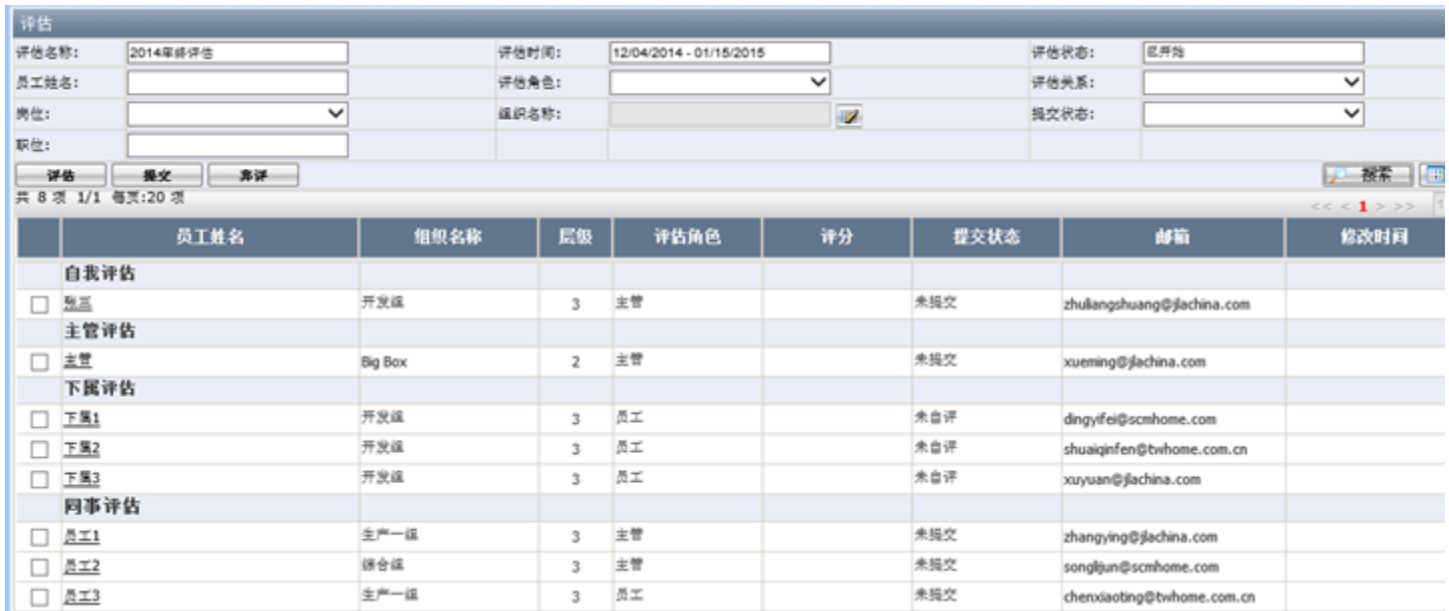 评估
评估名称: 2014年终评估 评估时间: 12/04/2014 - 01/15/2015 评估状态: 已开始
员工姓名: 评估角色: 评估关系:
岗位: 组织名称: 提交状态:
职位:
评估 提交 弃评 搜索
共 8 项 1/1 每页:20 项 << < 1 > >>
员工姓名 组织名称 层级 评估角色 评分 提交状态 邮箱 修改时间
自我评估
张三 开发组 3 主管 未提交 zhuliangshuang@jlachina.com
主管评估
主管 Big Box 2 主管 未提交 xueming@jlachina.com
下属评估
下属1 开发组 3 员工 未自评 dingyifei@scmhome.com
下属2 开发组 3 员工 未自评 shuaiqinfen@twhome.com.cn
下属3 开发组 3 员工 未自评 xuyuan@jlachina.com
同事评估
员工1 生产一组 3 主管 未提交 zhangying@jlachina.com
员工2 综合组 3 主管 未提交 songlijun@scmhome.com
员工3 生产一组 3 员工 未提交 chenxiaoting@twhome.com.cn